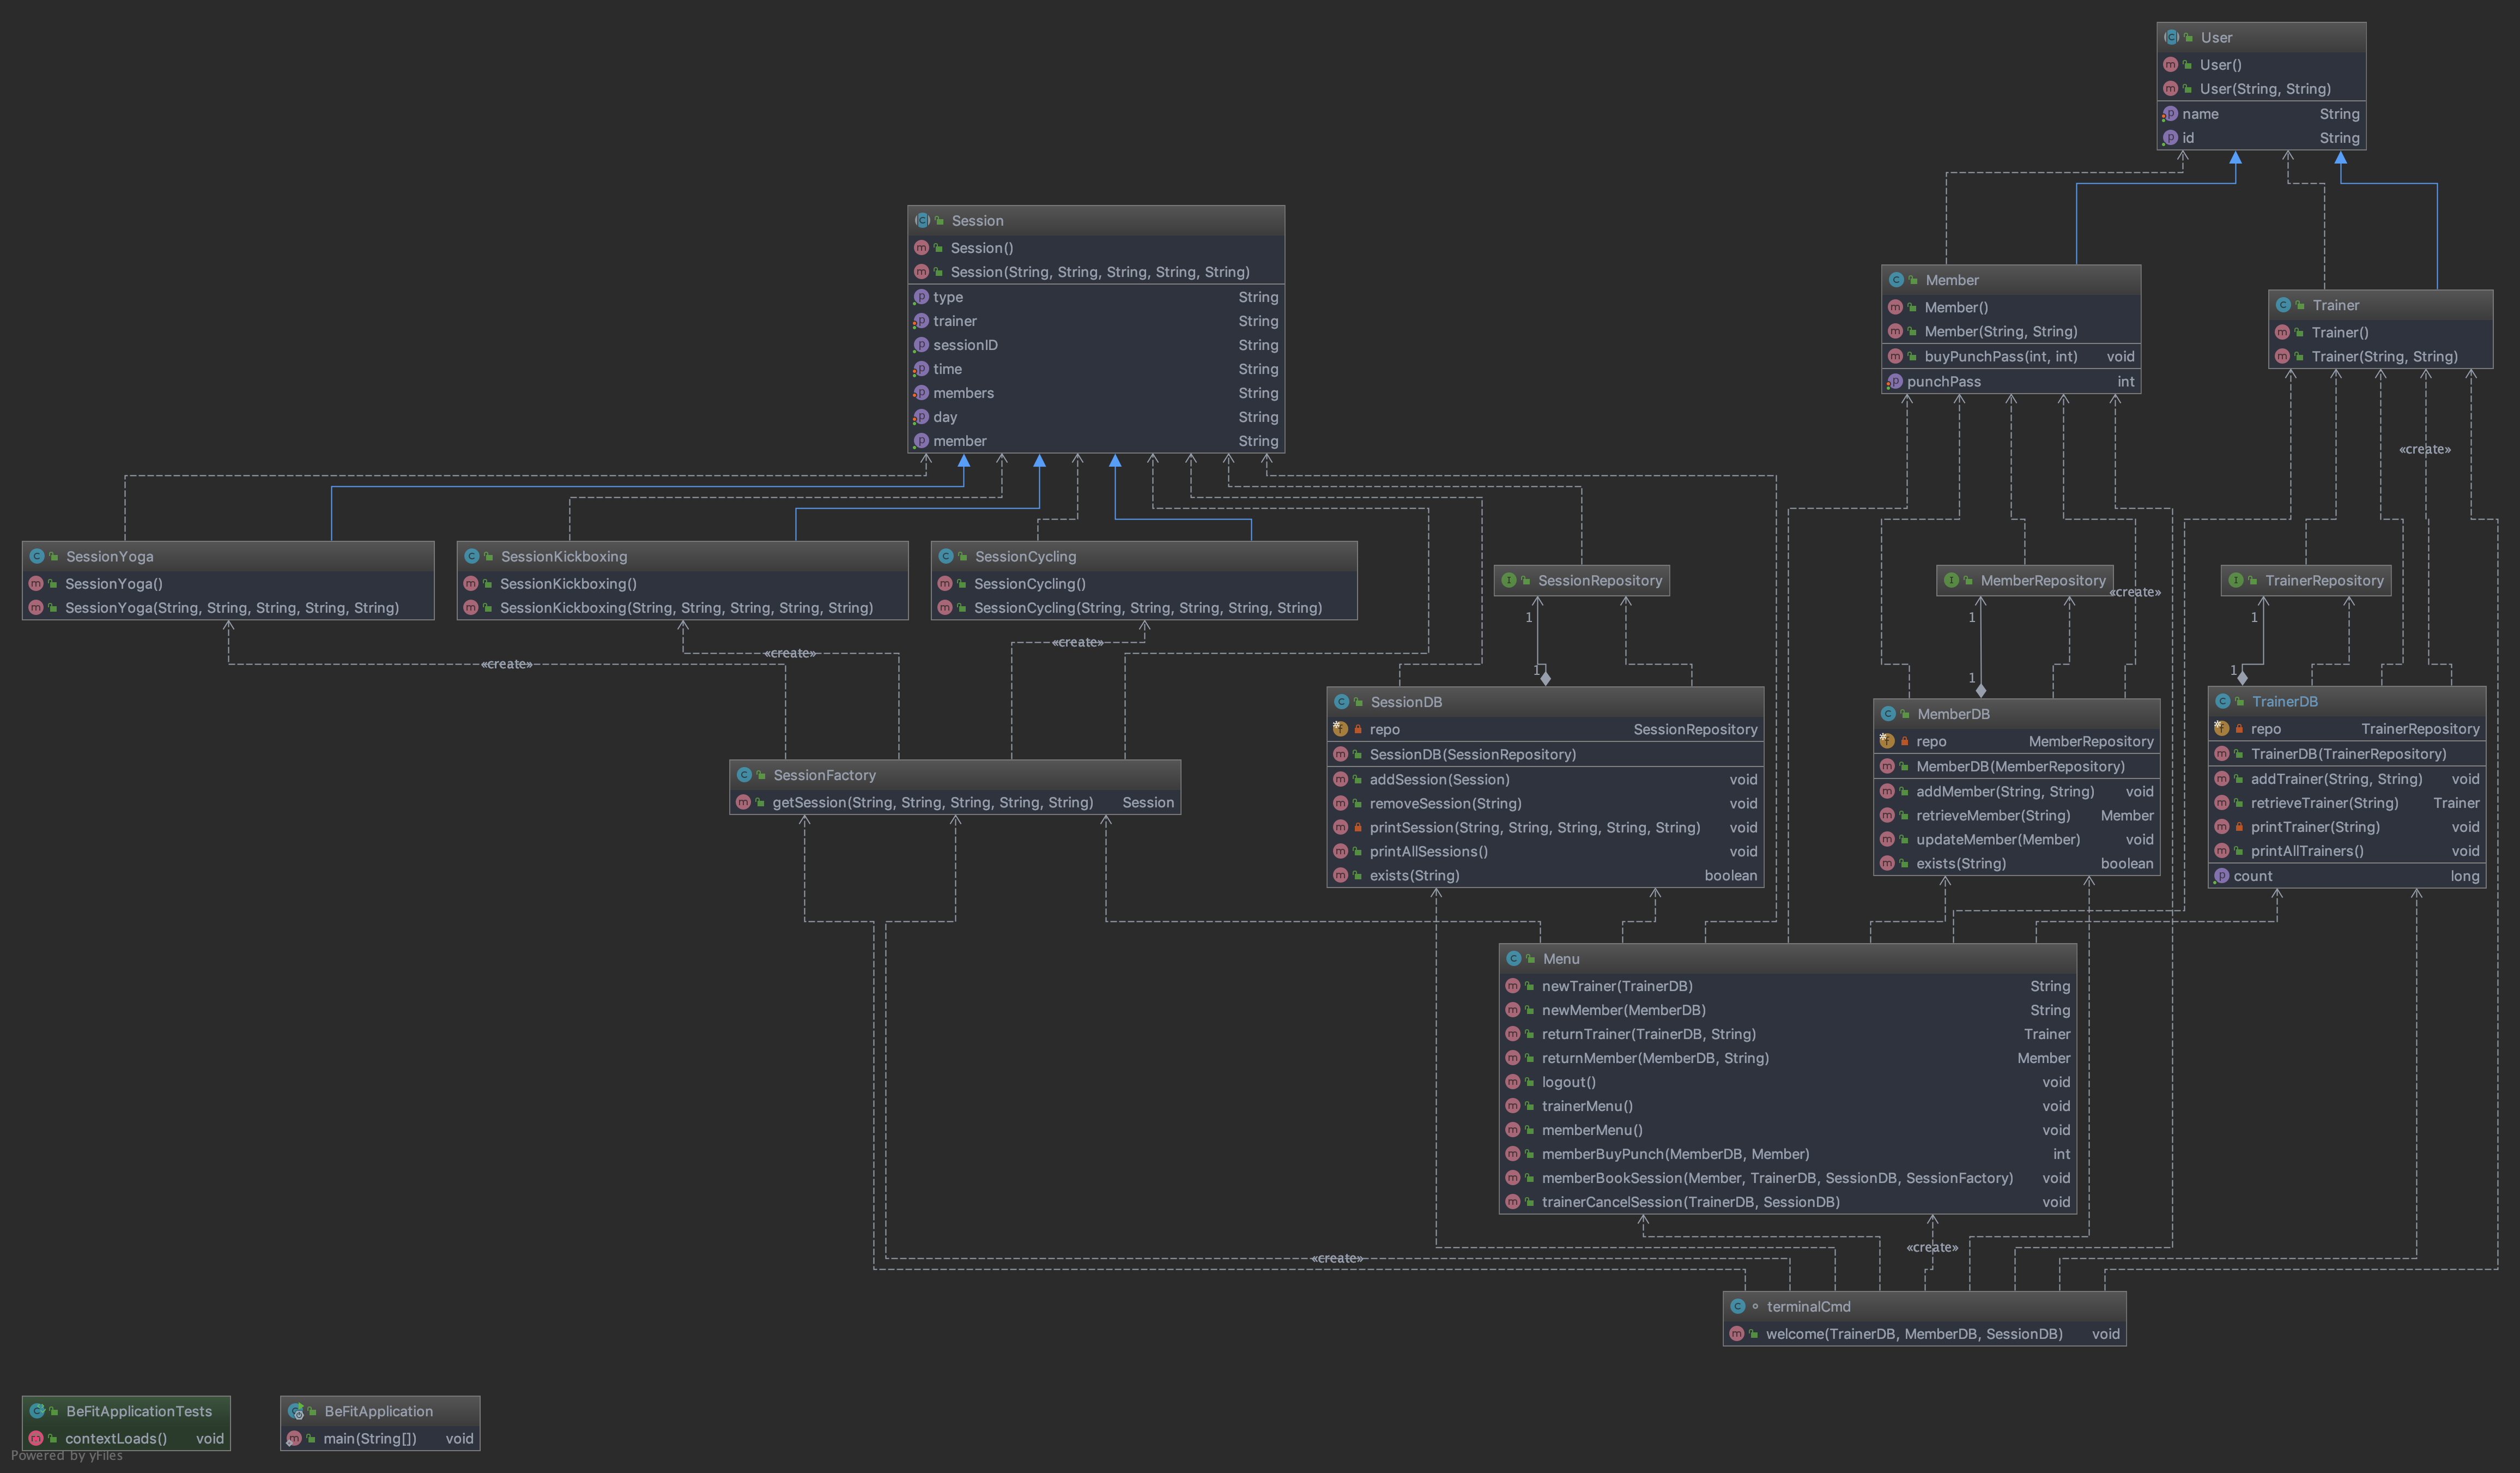 User
User()
User(String, String)
name String
id String
Session
Session()
Session(String, String, String, String, String)
type String
trainer String
sessionID String
time String
members String
day String
member String
Member
Member()
Member(String, String)
buyPunchPass(int, int) void
punchPass int
Trainer
Trainer()
Trainer(String, String)
«create»
SessionYoga
SessionYoga()
SessionYoga(String, String, String, String, String)
SessionKickboxing
SessionKickboxing()
SessionKickboxing(String, String, String, String, String)
SessionCycling
SessionCycling()
SessionCycling(String, String, String, String, String)
SessionRepository
MemberRepository
TrainerRepository
«create»
1
1
1
«create»
«create»
«create»
1
1
1
SessionDB
repo SessionRepository
SessionDB(SessionRepository)
addSession(Session) void
removeSession(String) void
printSession(String, String, String, String, String) void
printAllSessions() void
exists(String) boolean
MemberDB
repo MemberRepository
MemberDB(MemberRepository)
addMember(String, String) void
retrieveMember(String) Member
updateMember(Member) void
exists(String) boolean
TrainerDB
repo TrainerRepository
TrainerDB(TrainerRepository)
addTrainer(String, String) void
retrieveTrainer(String) Trainer
printTrainer(String) void
printAllTrainers() void
count long
SessionFactory
getSession(String, String, String, String, String) Session
Menu
newTrainer(TrainerDB) String
newMember(MemberDB) String
returnTrainer(TrainerDB, String) Trainer
returnMember(MemberDB, String) Member
logout() void
trainerMenu() void
memberMenu() void
memberBuyPunch(MemberDB, Member) int
memberBookSession(Member, TrainerDB, SessionDB, SessionFactory) void
trainerCancelSession(TrainerDB, SessionDB) void
«create»
«create»
terminalCmd
welcome(TrainerDB, MemberDB, SessionDB) void
BeFitApplicationTests
contextLoads() void
BeFitApplication
main(String[]) void
Powered by yFiles